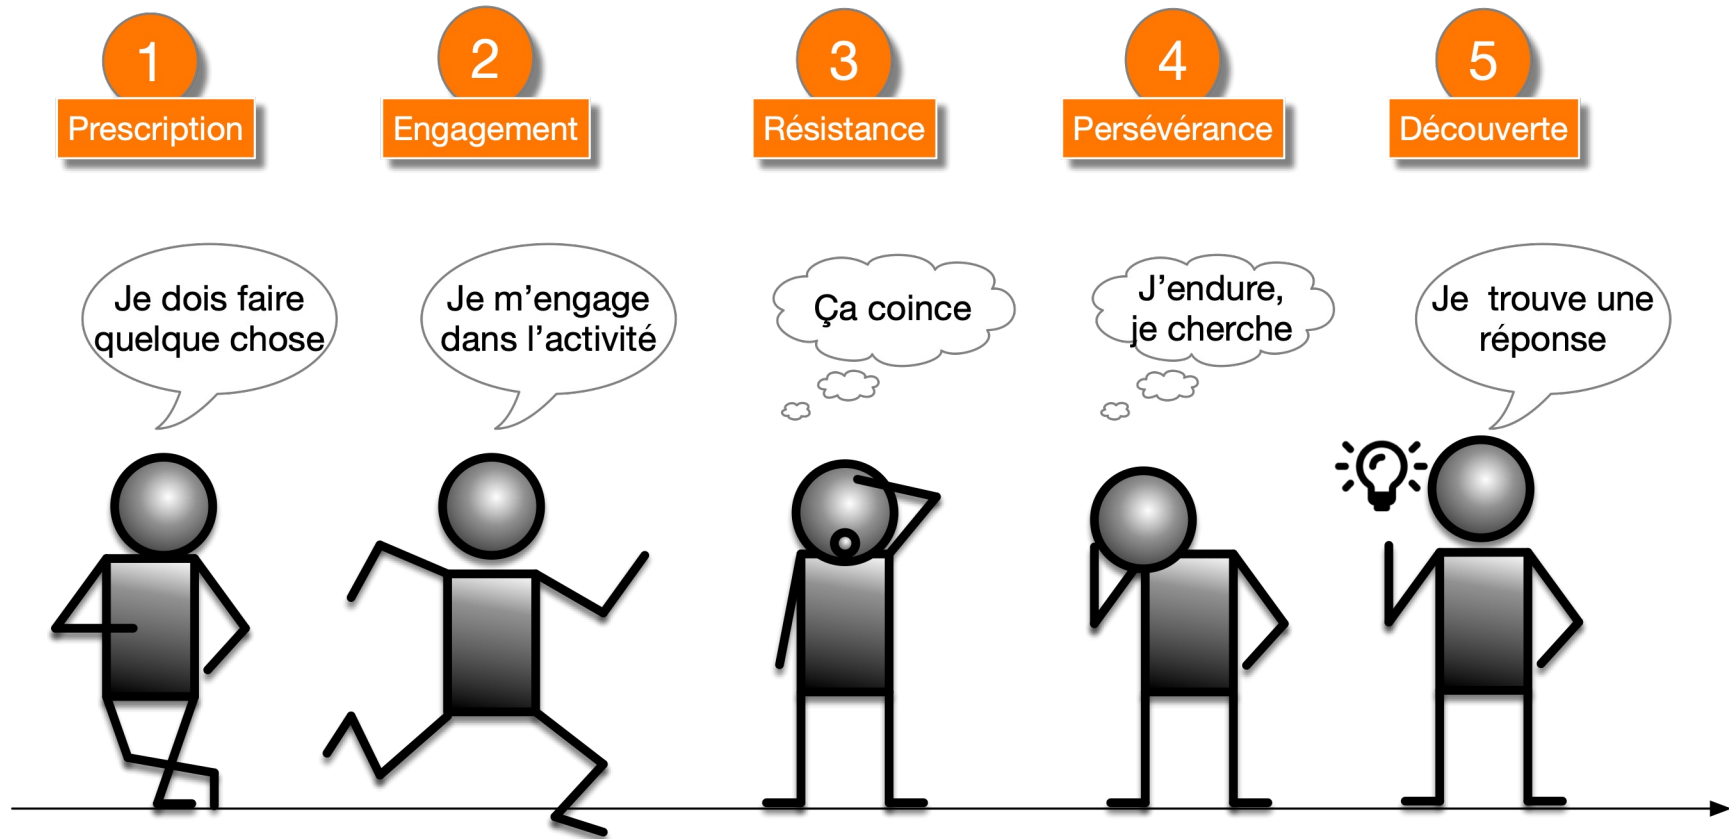 1
Prescription
2
Engagement
3
Résistance
4
Persévérance
5
Découverte
Je dois faire
quelque chose
Je m’engage
dans l’activité
Ça coince
J’endure,
je cherche
Je trouve une
réponse